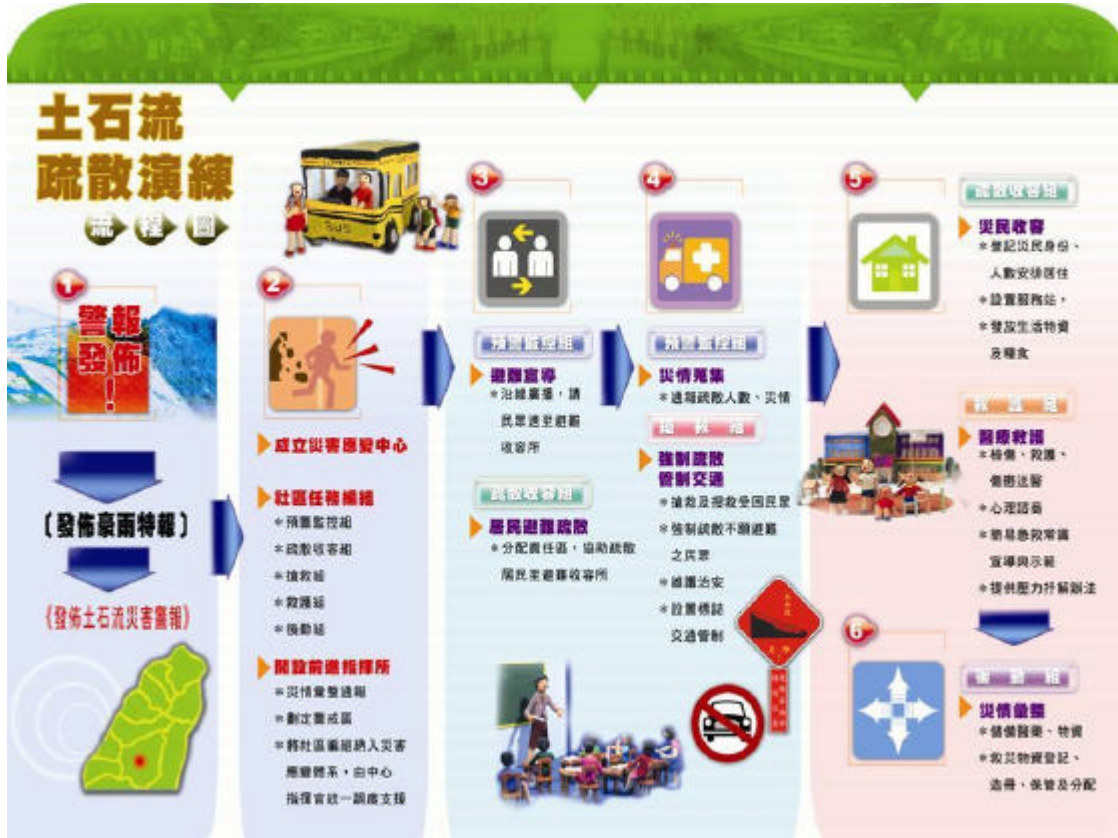 土石流
疏散演練
流程圖
1
警報
發佈
!
〔發佈豪雨特報〕
《發佈土石流災害警報》
2
成立災害應變中心
社區任務編組
*預警監控組
*疏散收容組
*搶救組
*救護組
*後勤組
開設前進指揮所
*災情彙整通報
*劃定警戒區
*將社區編組納入災害
應變體系,由中心
指揮官統一調度支援
BUS
3
預警監控組
避難宣導
*沿線廣播,請
民眾速至避難
收容所
疏散收容組
居民避難疏散
*分配責任區,協助疏散
居民至避難收容所
4
預警監控組
災情蒐集
*通報疏散人數、災情
搶救組
強制疏散
管制交通
*搶救及搜救受困民眾
*強制疏散不願避難
之民眾
*維護治安
*設置標誌
交通管制
5
疏散收容組
災民收容
*登記災民身份、
人數安排居住
*設置服務站,
*發放生活物資
及糧食
救護組
醫療救護
*檢傷、救護、
傷患送醫
*心理諮商
*簡易急救常識
宣導與示範
*提供壓力抒解辦法
6
後勤組
災情彙整
*儲備醫藥、物資
*救災物資登記、
造冊、保管及分配